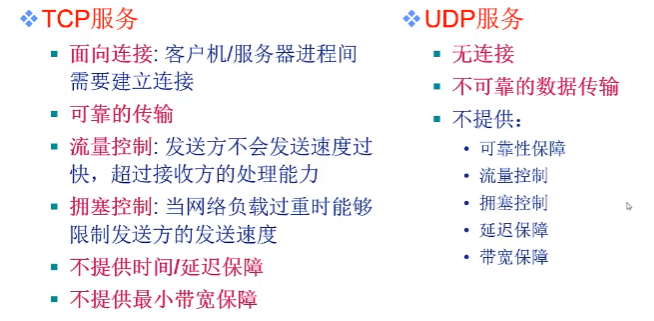 TCP服务
面向连接: 客户机/服务器进程间
需要建立连接
可靠的传输
流量控制: 发送方不会发送速度过
快，超过接收方的处理能力
拥塞控制: 当网络负载过重时能够
限制发送方的发送速度
不提供时间/延迟保障
不提供最小带宽保障
UDP服务
无连接
不可靠的数据传输
不提供：
可靠性保障
流量控制
拥塞控制
延迟保障
带宽保障